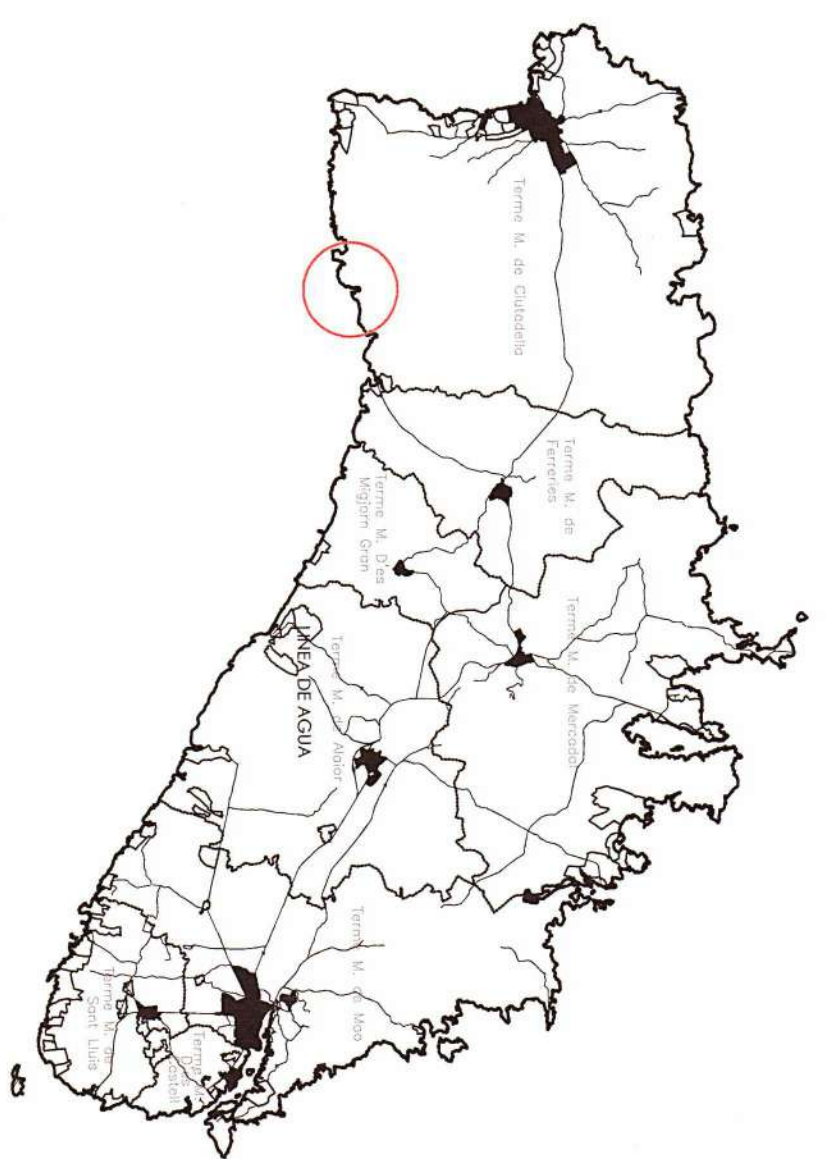 Terme M. de Ciutadella
Terme M. de
Ferreries
Terme M. D'es
Migjorn Gran
Terme M. de Mercadal
Terme M. de Alaior
LINEA DE AGUA
Terme M. de Mao
Terme M. de
Sant Lluis
Terme M.
D'es
Castell